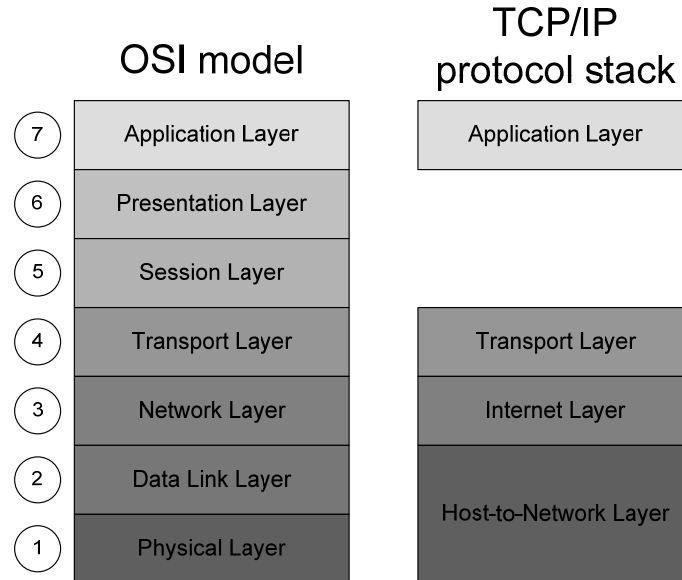 OSI model
TCP/IP
protocol stack
7
Application Layer
Application Layer
6
Presentation Layer
5
Session Layer
4
Transport Layer
Transport Layer
3
Network Layer
Internet Layer
2
Data Link Layer
Host-to-Network Layer
1
Physical Layer